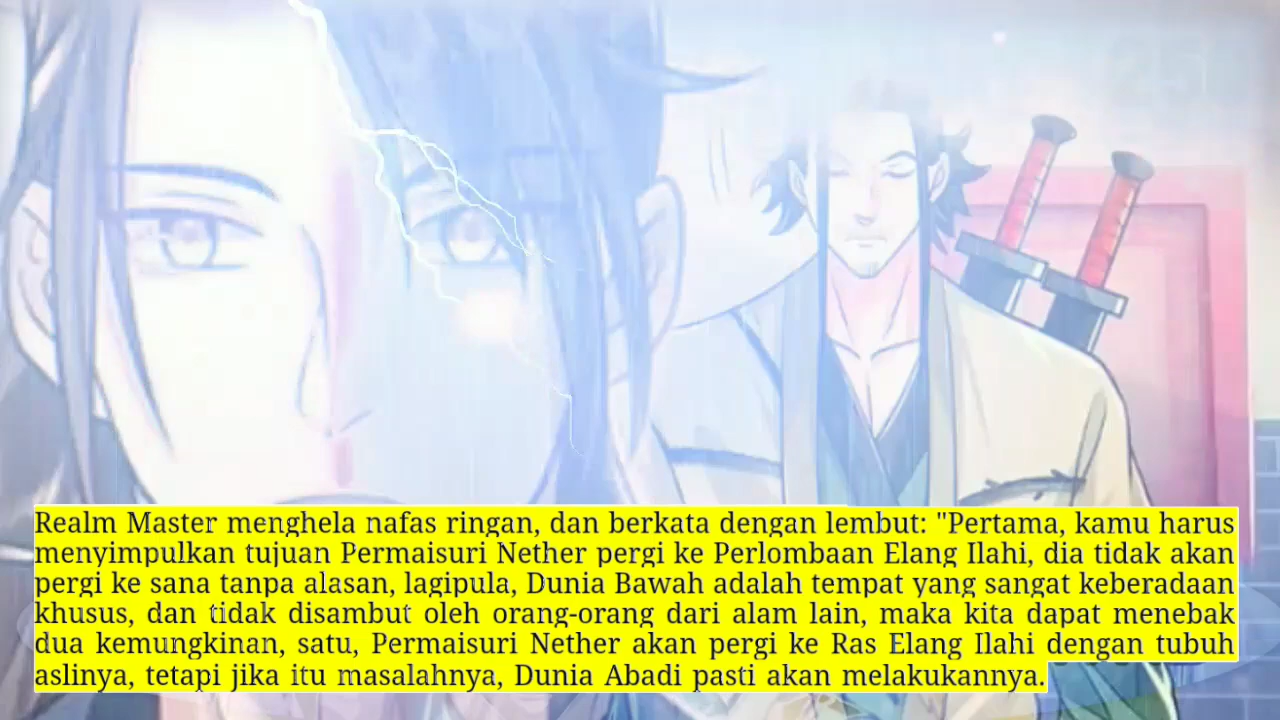 Realm Master menghela nafas ringan, dan berkata dengan lembut: "Pertama, kamu harus
menyimpulkan tujuan Permaisuri Nether pergi ke Perlombaan Elang Ilahi, dia tidak akan
pergi ke sana tanpa alasan, lagipula, Dunia Bawah adalah tempat yang sangat keberadaan
khusus, dan tidak disambut oleh orang-orang dari alam lain, maka kita dapat menebak
dua kemungkinan, satu, Permaisuri Nether akan pergi ke Ras Elang Ilahi dengan tubuh
aslinya, tetapi jika itu masalahnya, Dunia Abadi pasti akan melakukannya.